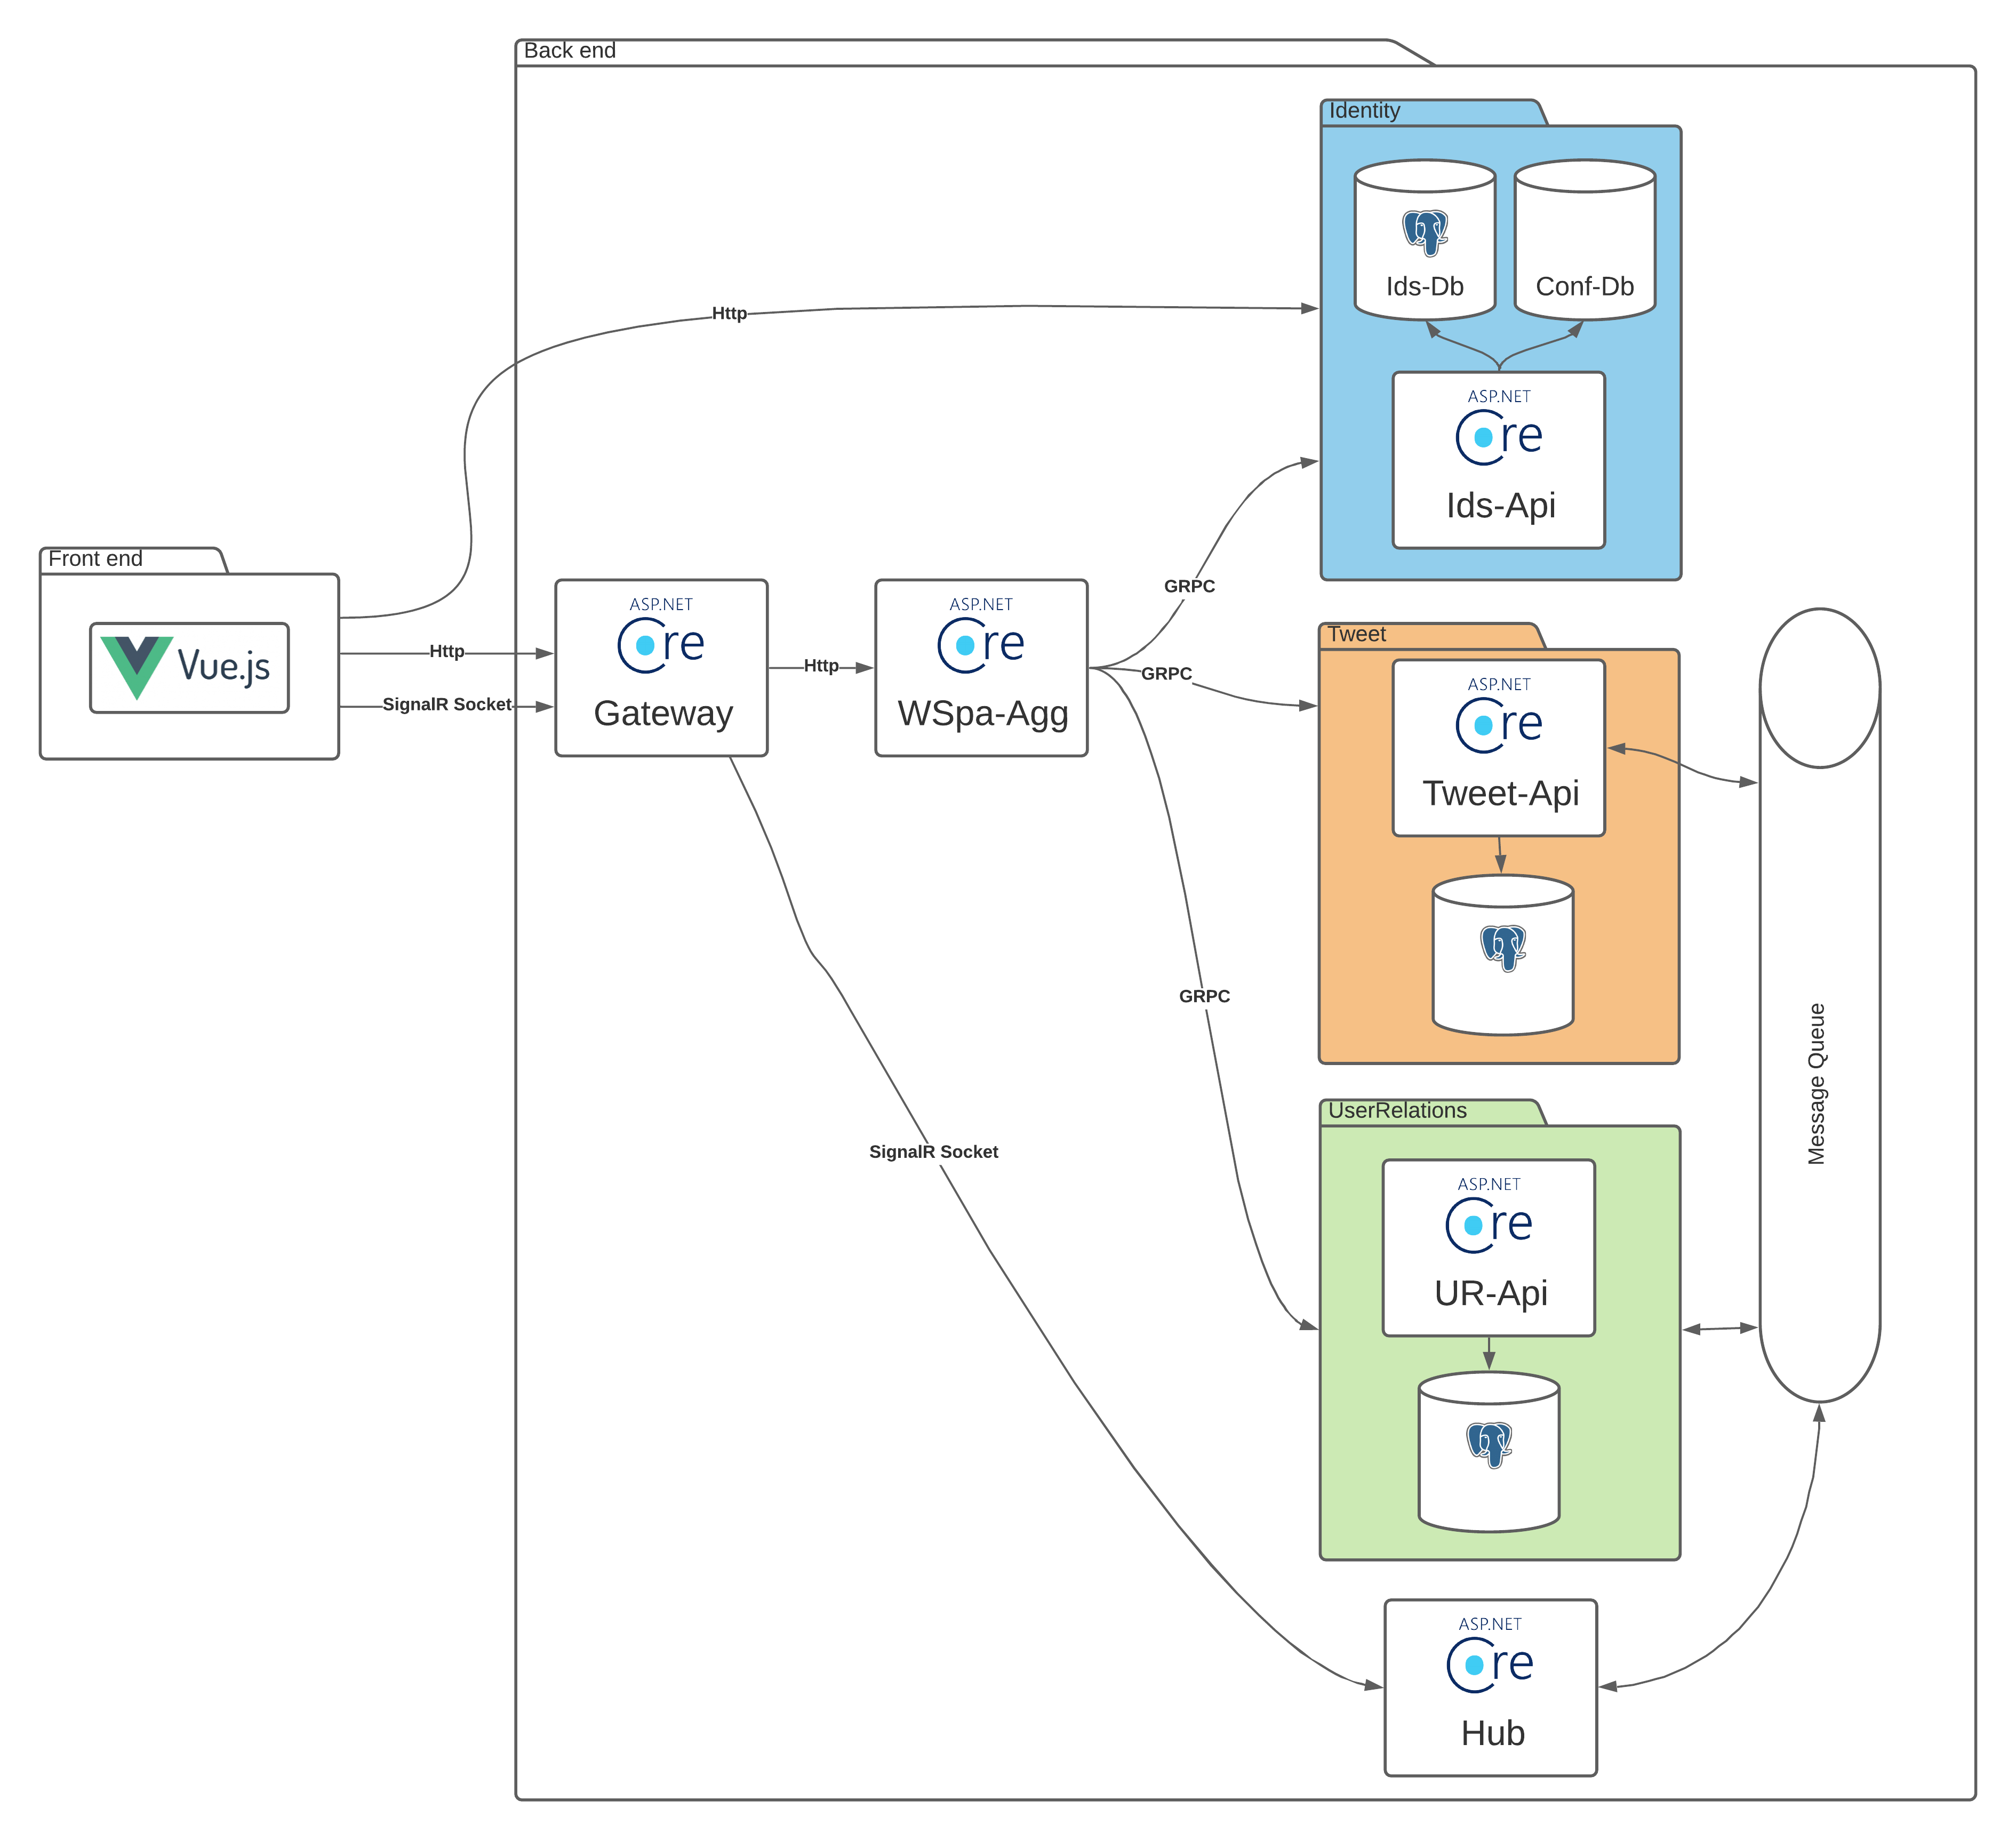 Back end
Identity
Ids-Db
Conf-Db
Http
ASP.NET
Core
Ids-Api
Front end
Vue.js
Http
SignalR Socket
ASP.NET
Core
Gateway
Http
ASP.NET
Core
WSpa-Agg
GRPC
GRPC
GRPC
Tweet
ASP.NET
Core
Tweet-Api
Message Queue
UserRelations
ASP.NET
Core
UR-Api
SignalR Socket
ASP.NET
Core
Hub